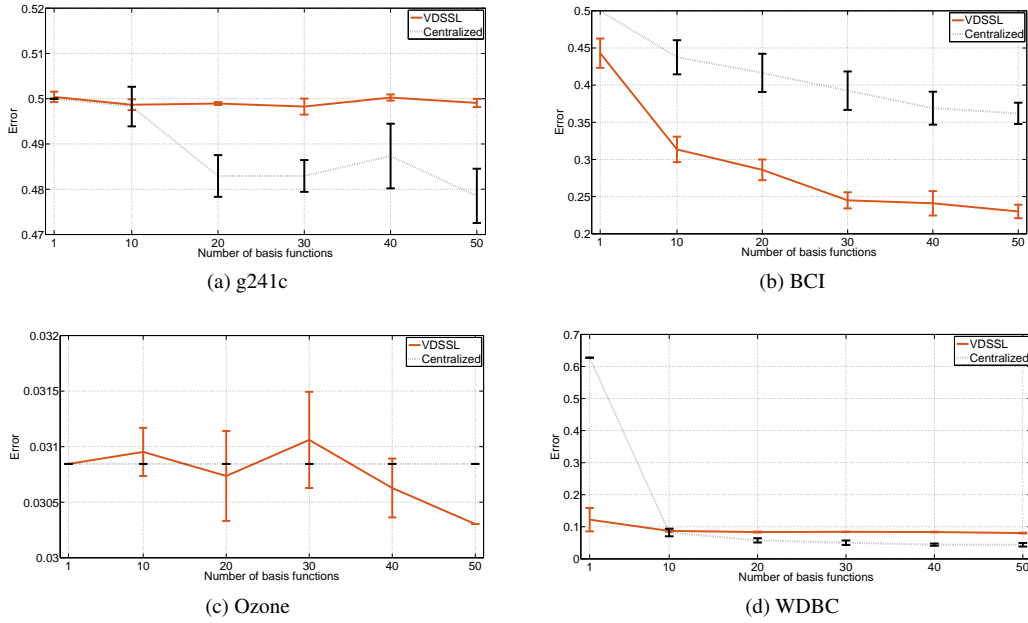 0.52
0.51
0.5
0.49
0.48
0.47
Error
1 10 20 30 40 50
Number of basis functions
VDSSL
Centralized
(a) g241c
0.5
0.45
0.4
0.35
0.3
0.25
0.2
Error
1 10 20 30 40 50
Number of basis functions
VDSSL
Centralized
(b) BCI
0.032
0.0315
0.031
0.0305
0.03
Error
1 10 20 30 40 50
Number of basis functions
VDSSL
Centralized
(c) Ozone
0.7
0.6
0.5
0.4
0.3
0.2
0.1
0
Error
1 10 20 30 40 50
Number of basis functions
VDSSL
Centralized
(d) WDBC